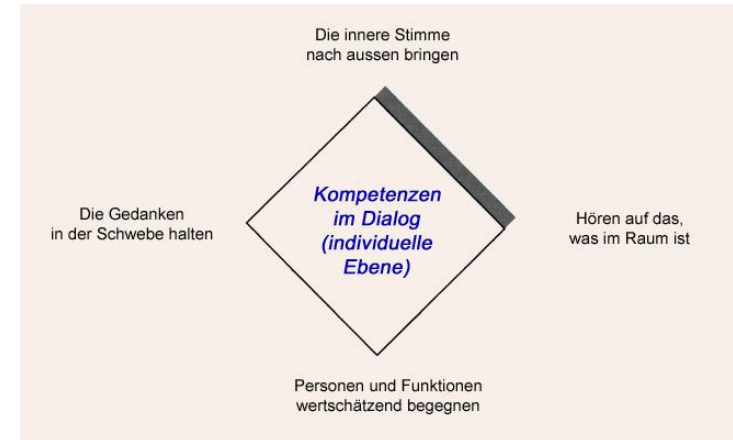 Die innere Stimme
nach aussen bringen
Die Gedanken
in der Schwebe halten
Kompetenzen
im Dialog
(individuelle
Ebene)
Hören auf das,
was im Raum ist
Personen und Funktionen
wertschätzend begegnen